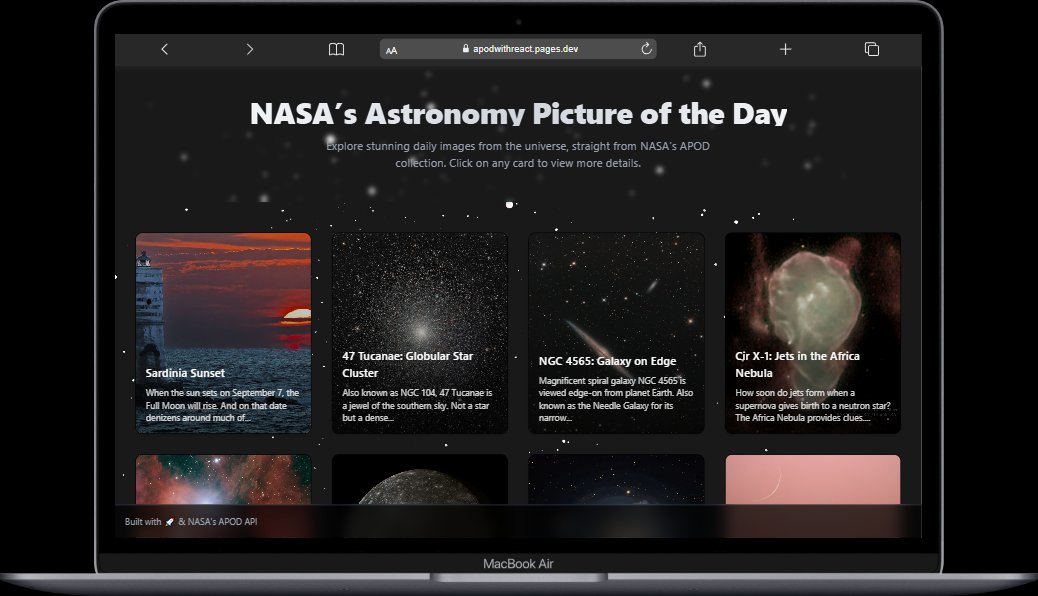 AA apodwithreact.pages.dev
NASA´s Astronomy Picture of the Day
Explore stunning daily images from the universe, straight from NASA's APOD
collection. Click on any card to view more details.
Sardinia Sunset
When the sun sets on September 7, the
Full Moon will rise. And on that date
denizens around much of...
47 Tucanae: Globular Star
Cluster
Also known as NGC 104, 47 Tucanae is
a jewel of the southern sky. Not a star
but a dense...
NGC 4565: Galaxy on Edge
Magnificent spiral galaxy NGC 4565 is
viewed edge-on from planet Earth. Also
known as the Needle Galaxy for its
narrow...
Cir X-1: Jets in the Africa
Nebula
How soon do jets form when a
supernova gives birth to a neutron star?
The Africa Nebula provides clues....
Built with 🚀 & NASA's APOD API
MacBook Air